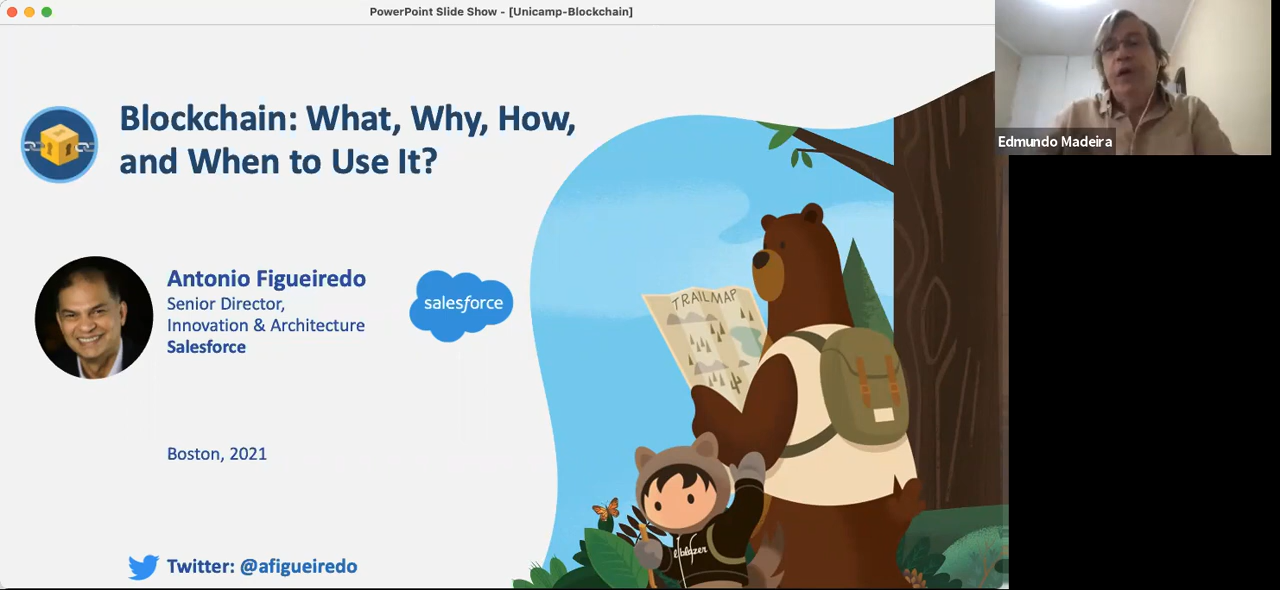 PowerPoint Slide Show - [Unicamp-Blockchain]
Blockchain: What, Why, How,
and When to Use It?
Antonio Figueiredo
Senior Director,
Innovation & Architecture
Salesforce
salesforce
Boston, 2021
Twitter: @afigueiredo
TRAILMAP
Edmundo Madeira